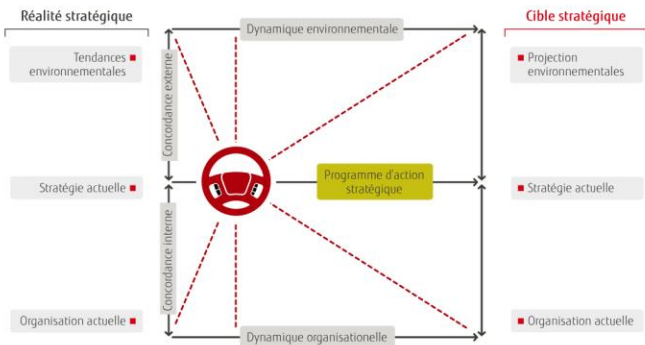 Réalité stratégique
Cible stratégique
Dynamique environnementale
Tendances
environnementales
Concordance externe
Projection
environnementales
Stratégie actuelle
Programme d'action
stratégique
Stratégie actuelle
Concordance interne
Organisation actuelle
Organisation actuelle
Dynamique organisationelle